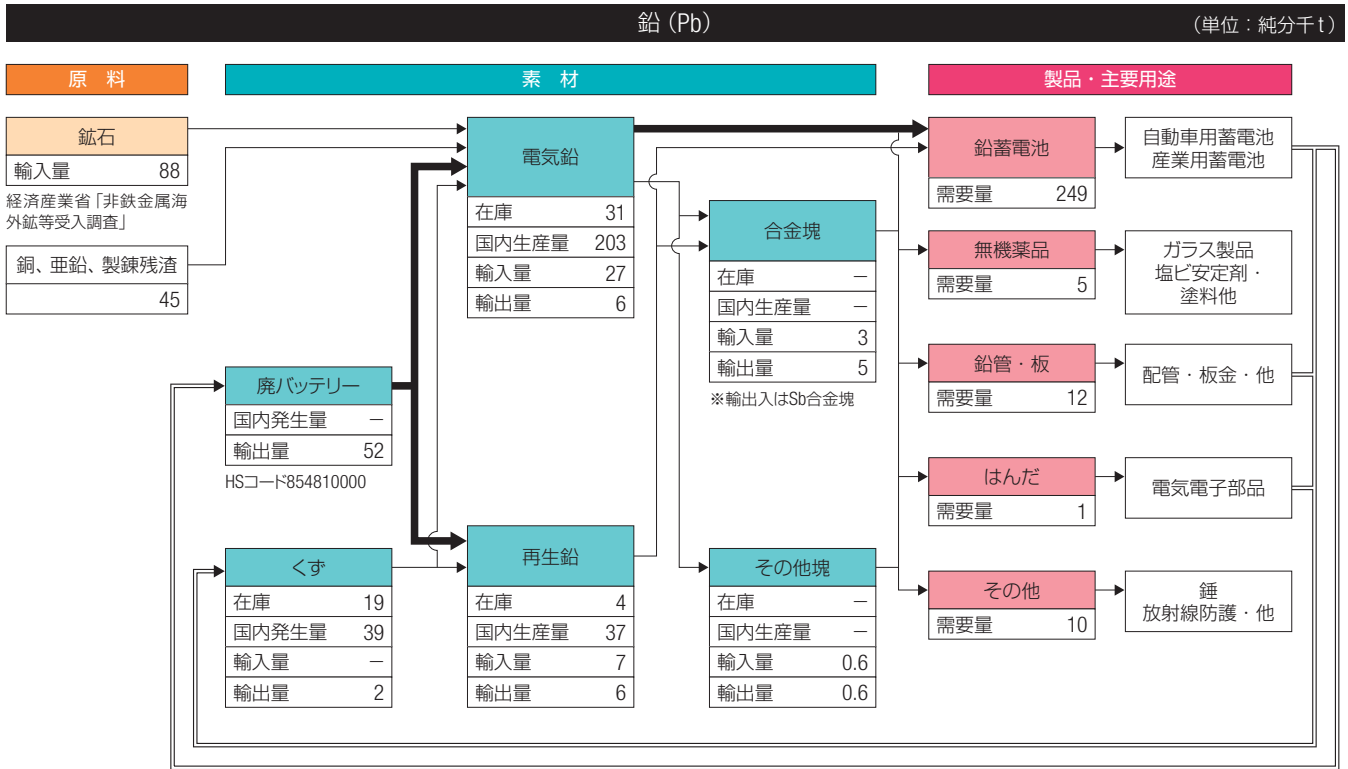 鉛（Pb）
（単位：純分千t）
原　料
素　材
製品・主要用途
鉱石
輸入量 88
経済産業省「非鉄金属海
外鉱等受入調査」
銅、亜鉛、製錬残渣
45
廃バッテリー
国内発生量 －
輸出量 52
HSコード854810000
くず
在庫 19
国内発生量 39
輸入量 －
輸出量 2
電気鉛
在庫 31
国内生産量 203
輸入量 27
輸出量 6
再生鉛
在庫 4
国内生産量 37
輸入量 7
輸出量 6
合金塊
在庫 －
国内生産量 －
輸入量 3
輸出量 5
※輸出入はSb合金塊
その他塊
在庫 －
国内生産量 －
輸入量 0.6
輸出量 0.6
鉛蓄電池
需要量 249
自動車用蓄電池
産業用蓄電池
無機薬品
需要量 5
ガラス製品
塩ビ安定剤・
塗料他
鉛管・板
需要量 12
配管・板金・他
はんだ
需要量 1
電気電子部品
その他
需要量 10
錘
放射線防護・他